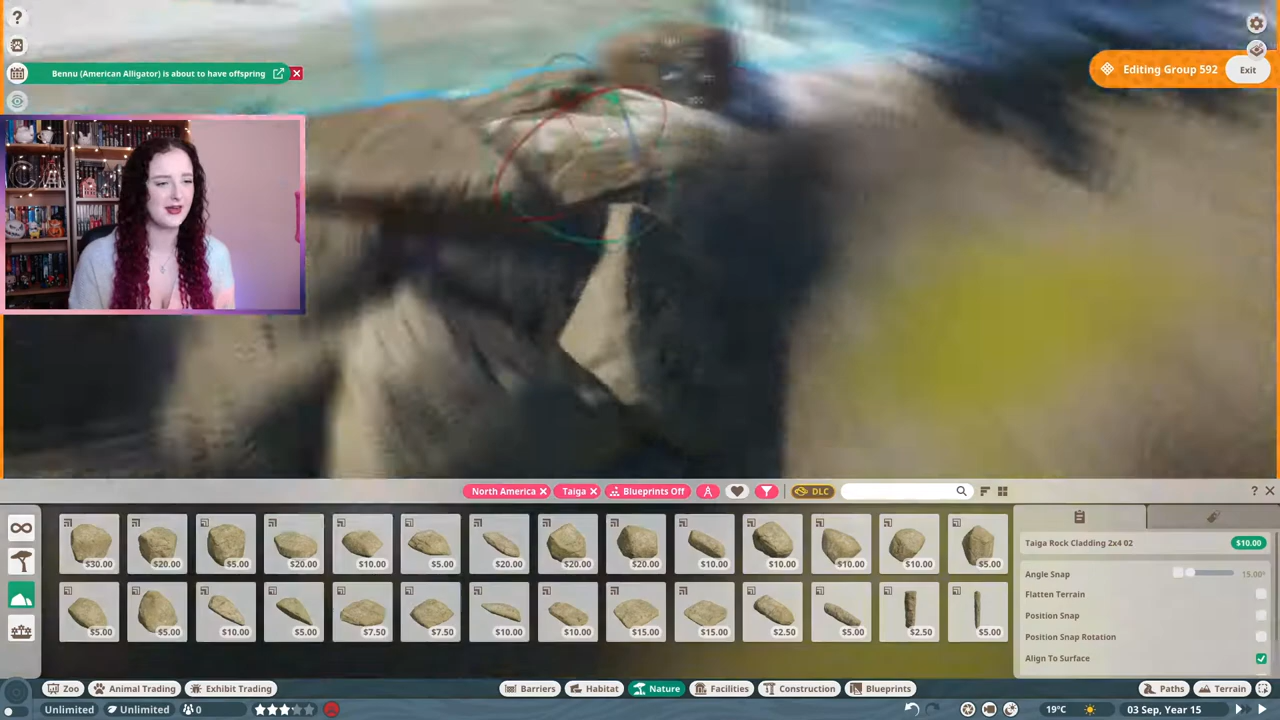 ?
Bennu (American Alligator) is about to have offspring
Editing Group 592
Exit
North America
Taiga
Blueprints Off
DLC
?
$30.00
$20.00
$5.00
$20.00
$10.00
$5.00
$20.00
$20.00
$20.00
$10.00
$10.00
$10.00
$10.00
$5.00
$5.00
$5.00
$10.00
$5.00
$7.50
$7.50
$10.00
$10.00
$15.00
$15.00
$2.50
$5.00
$2.50
$5.00
Taiga Rock Cladding 2x4 02
$10.00
Angle Snap
15.00°
Flatten Terrain
Position Snap
Position Snap Rotation
Align To Surface
Zoo
Animal Trading
Exhibit Trading
Barriers
Habitat
Nature
Facilities
Construction
Blueprints
Paths
Terrain
Unlimited
Unlimited
0
19°C
03 Sep, Year 15